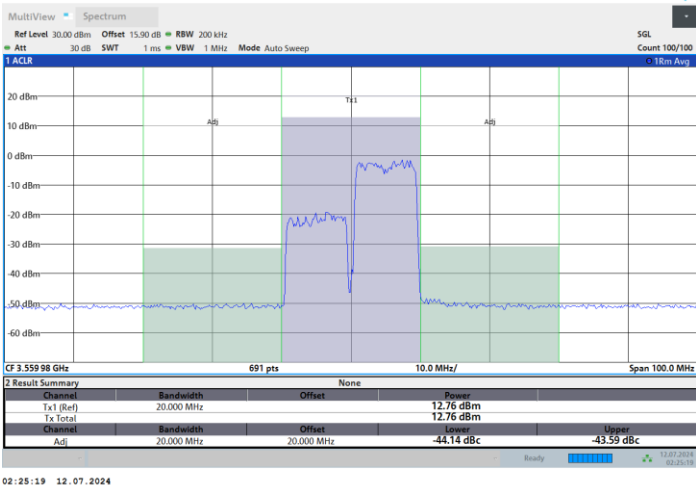 MultiView Spectrum
Ref Level 30.00 dBm Offset 15.90 dB RBW 200 kHz SGL
Att 30 dB SWT 1 ms VBW 1 MHz Mode Auto Sweep Count 100/100
1 ACLR 1Rm Avg
20 dBm
Tx1
Adj Adj
10 dBm
0 dBm
-10 dBm
-20 dBm
-30 dBm
-40 dBm
-50 dBm
-60 dBm
CF 3.559 98 GHz 691 pts 10.0 MHz/ Span 100.0 MHz
2 Result Summary None
Channel Bandwidth Offset Power
Tx1 (Ref) 20.000 MHz 12.76 dBm
Tx Total 12.76 dBm
Channel Bandwidth Offset Lower Upper
Adj 20.000 MHz 20.000 MHz -44.14 dBc -43.59 dBc
Ready 12.07.2024
02:25:19
02:25:19 12.07.2024